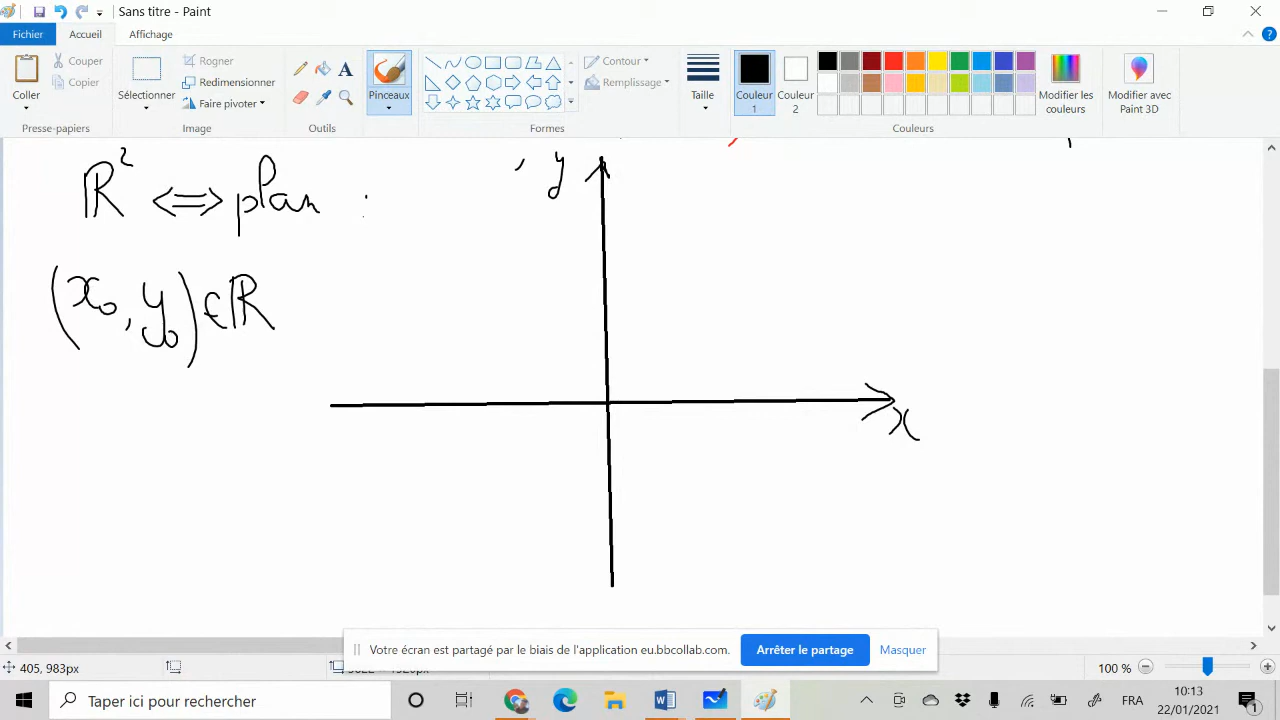 Sans titre - Paint
Fichier Accueil Affichage
Coller
Couper
Copier
Presse-papiers
Sélectionner
Rogner
Redimensionner
Faire pivoter
Image
A
Outils
Pinceaux
Contour
Remplissage
Formes
Taille
Couleur 1
Couleur 2
Modifier les couleurs
Couleurs
Modifier avec Paint 3D
ℝ² ⟺ plan :
(x₀, y₀) ∈ ℝ
, y
x
Votre écran est partagé par le biais de l'application eu.bbcollab.com. Arrêter le partage Masquer
405, 983px
100 %
Taper ici pour rechercher
FRA
10:13
22/01/2021
1